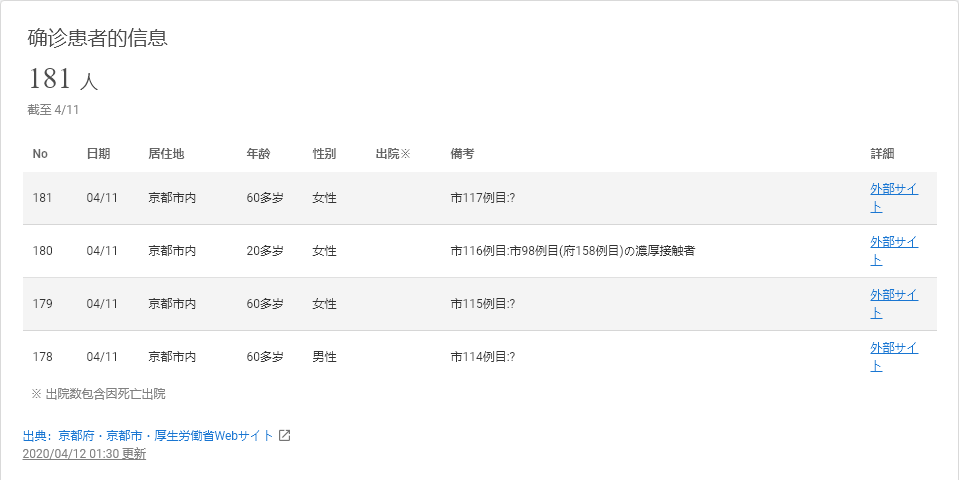 确诊患者的信息
181 人
截至 4/11
No 日期 居住地 年龄 性别 出院※ 備考 詳細
181 04/11 京都市内 60多岁 女性 市117例目:? 外部サイ
ト
180 04/11 京都市内 20多岁 女性 市116例目:市98例目(府158例目)の濃厚接触者 外部サイ
ト
179 04/11 京都市内 60多岁 女性 市115例目:? 外部サイ
ト
178 04/11 京都市内 60多岁 男性 市114例目:? 外部サイ
ト
※ 出院数包含因死亡出院
出典：京都府・京都市・厚生労働省Webサイト
2020/04/12 01:30 更新